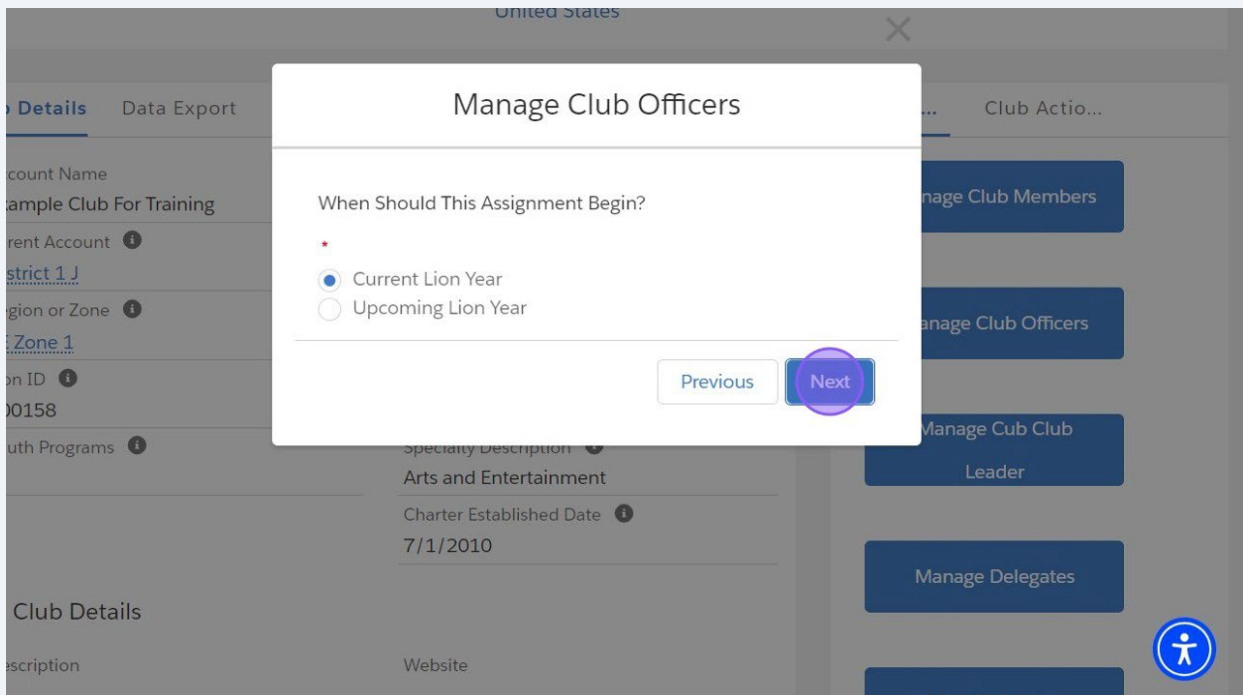 United States
Details
Data Export
Club Actio...
Manage Club Officers
When Should This Assignment Begin?
*
Current Lion Year
Upcoming Lion Year
Previous
Next
count Name
ample Club For Training
rent Account
strict 1 J
gion or Zone
Zone 1
on ID
00158
uth Programs
Specialty Description
Arts and Entertainment
Charter Established Date
7/1/2010
Club Details
escription
Website
nage Club Members
anage Club Officers
Manage Cub Club
Leader
Manage Delegates